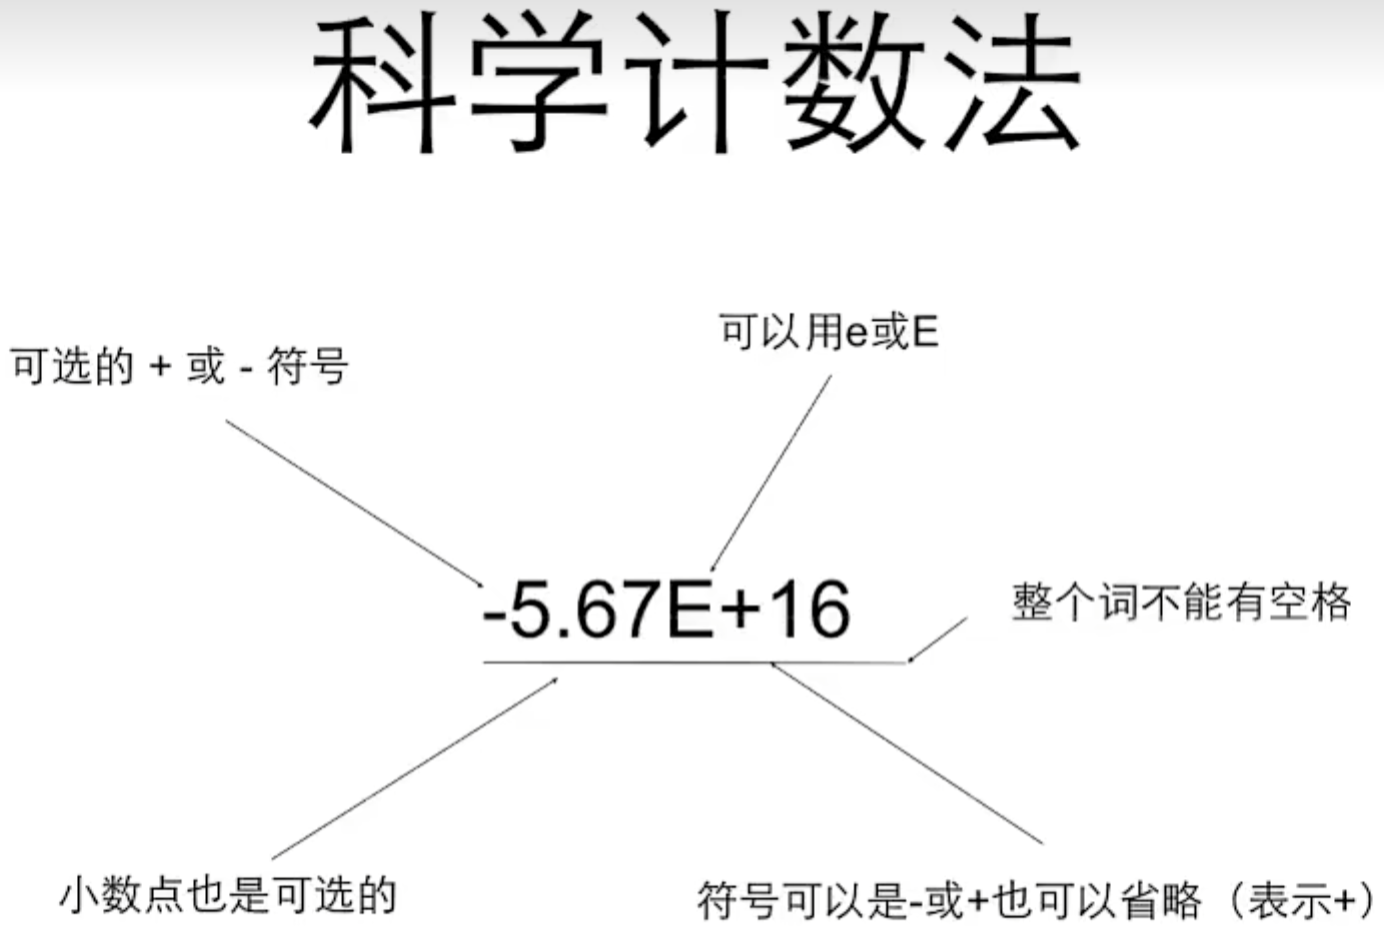 科学计数法
可以用e或E
可选的 + 或 - 符号
-5.67E+16
整个词不能有空格
小数点也是可选的
符号可以是-或+也可以省略（表示+）